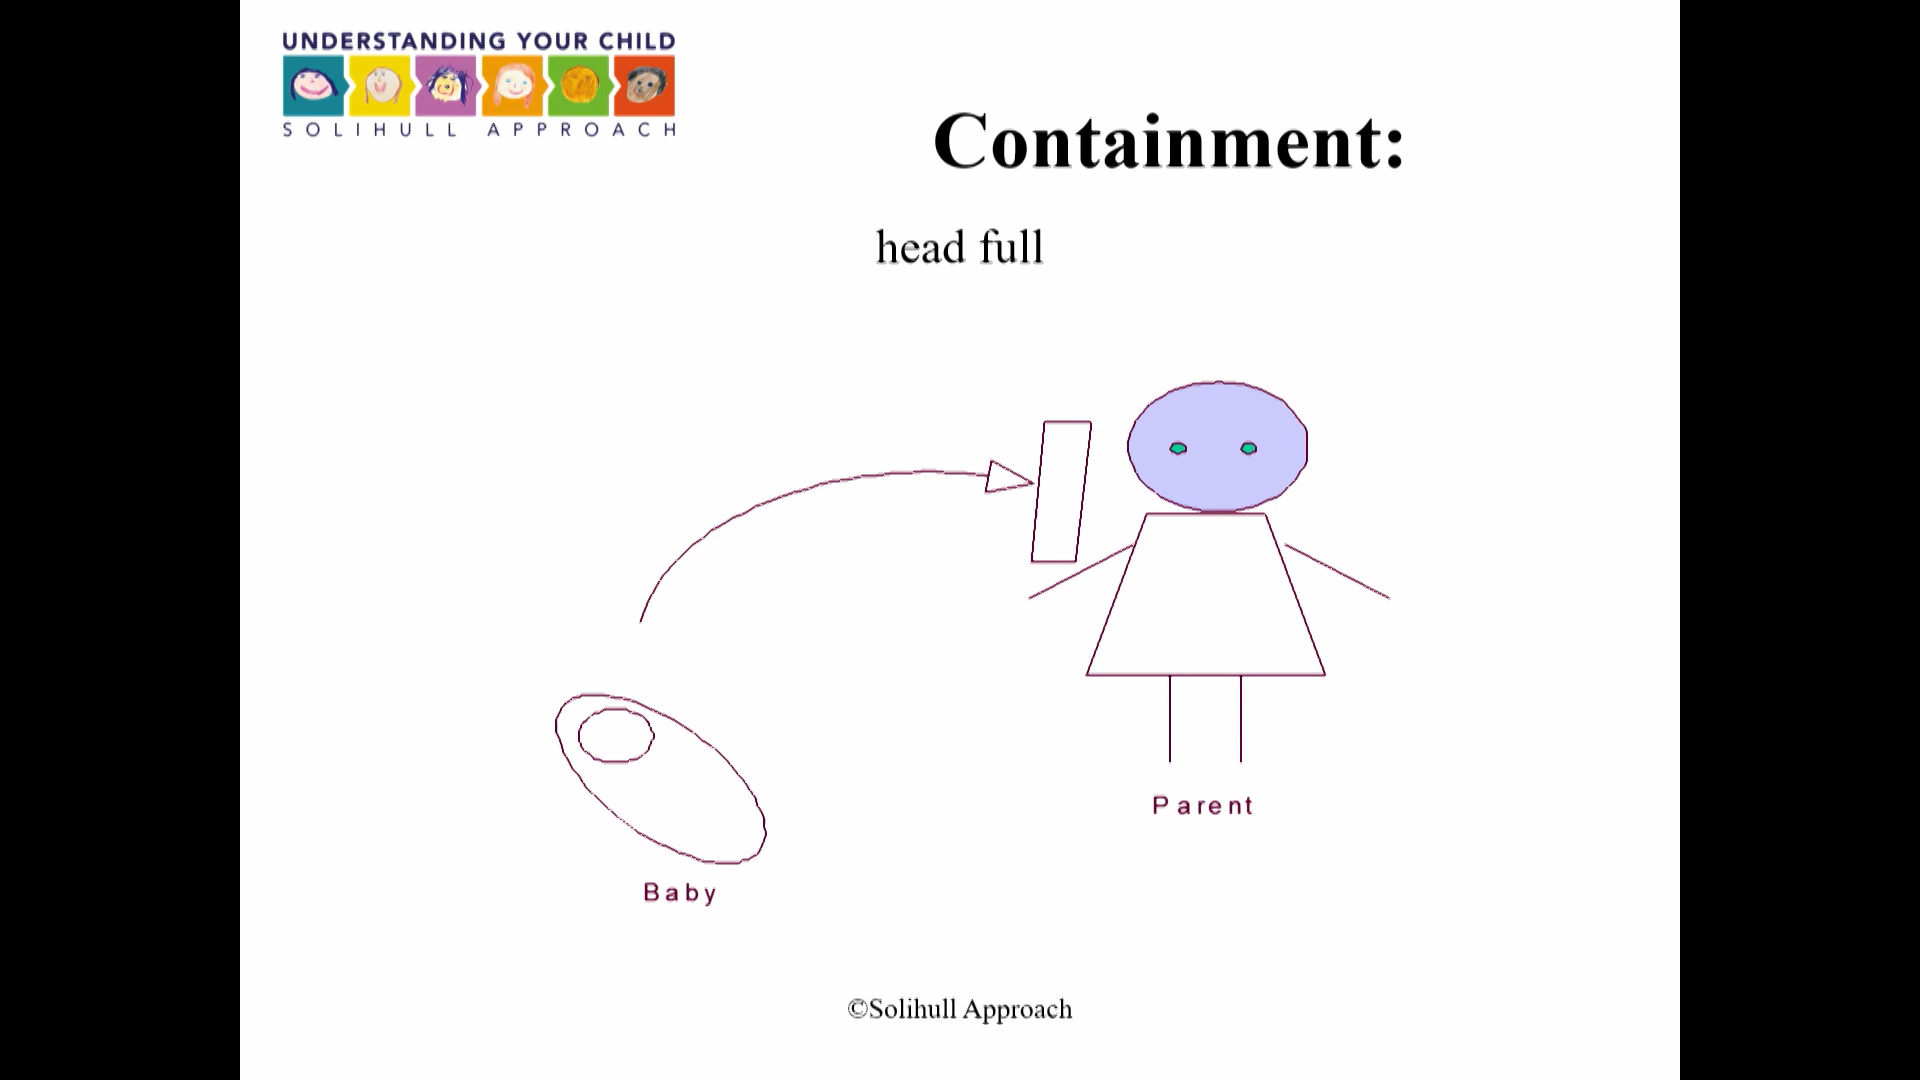 UNDERSTANDING YOUR CHILD
SOLIHULL APPROACH
Containment:
head full
Parent
Baby
©Solihull Approach